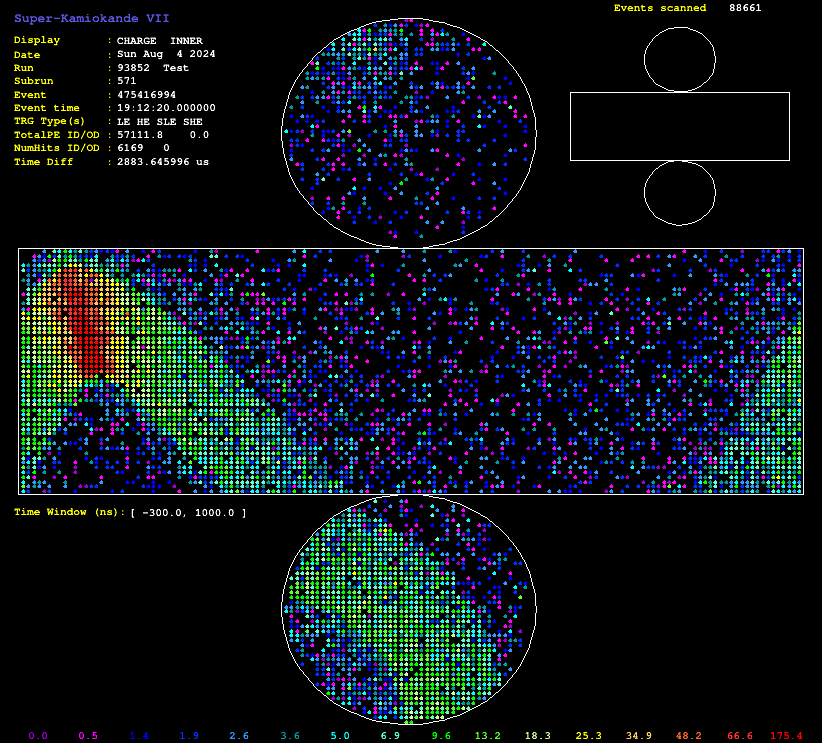 Super-Kamiokande VII
Events scanned 88661
Display : CHARGE INNER
Date : Sun Aug 4 2024
Run : 93852 Test
Subrun : 571
Event : 475416994
Event time : 19:12:20.000000
TRG Type(s) : LE HE SLE SHE
TotalPE ID/OD : 57111.8 0.0
NumHits ID/OD : 6169 0
Time Diff : 2883.645996 us
Time Window (ns): [ -300.0, 1000.0 ]
0.0 0.5 1.4 1.9 2.6 3.6 5.0 6.9 9.6 13.2 18.3 25.3 34.9 48.2 66.6 175.4